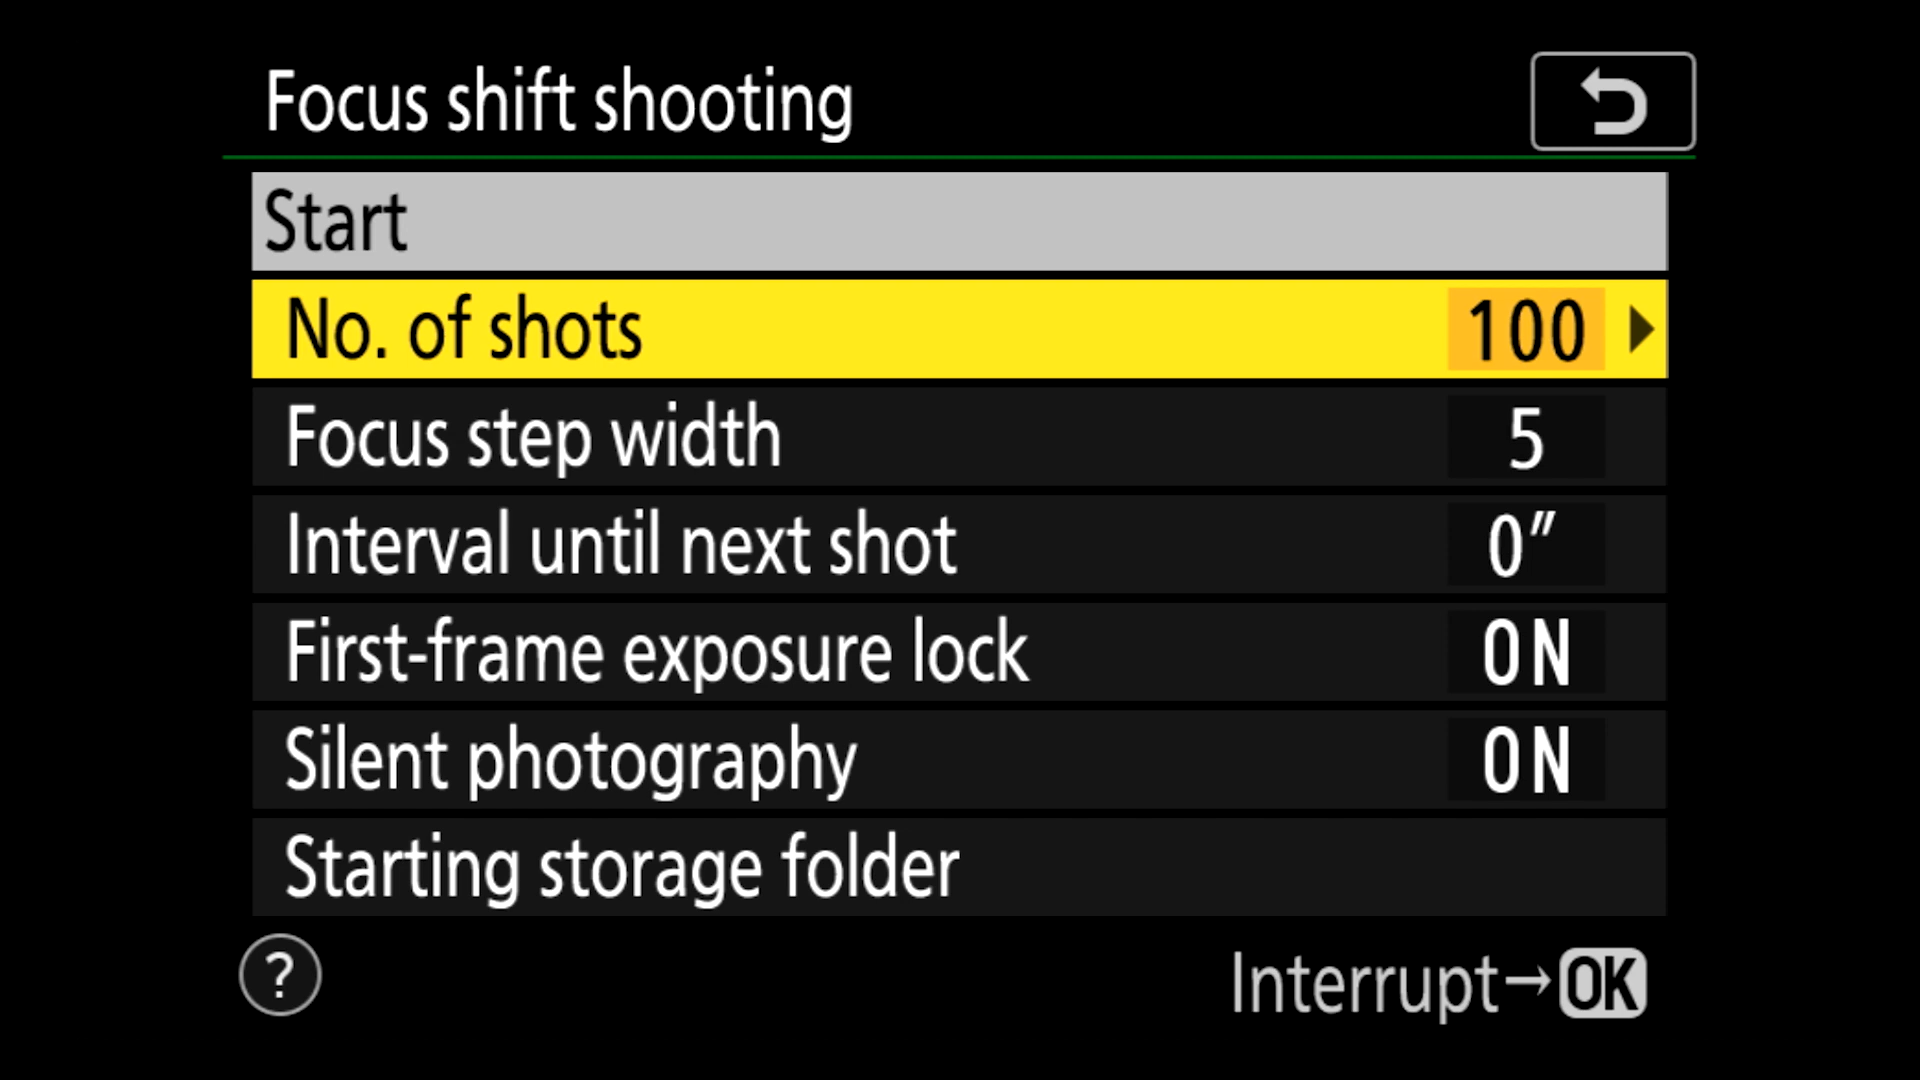 Focus shift shooting
Start
No. of shots 100
Focus step width 5
Interval until next shot 0″
First-frame exposure lock ON
Silent photography ON
Starting storage folder
? Interrupt→OK